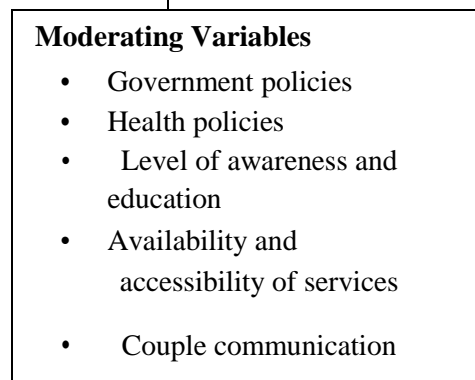 Moderating Variables
• Government policies
• Health policies
• Level of awareness and
education
• Availability and
accessibility of services
• Couple communication